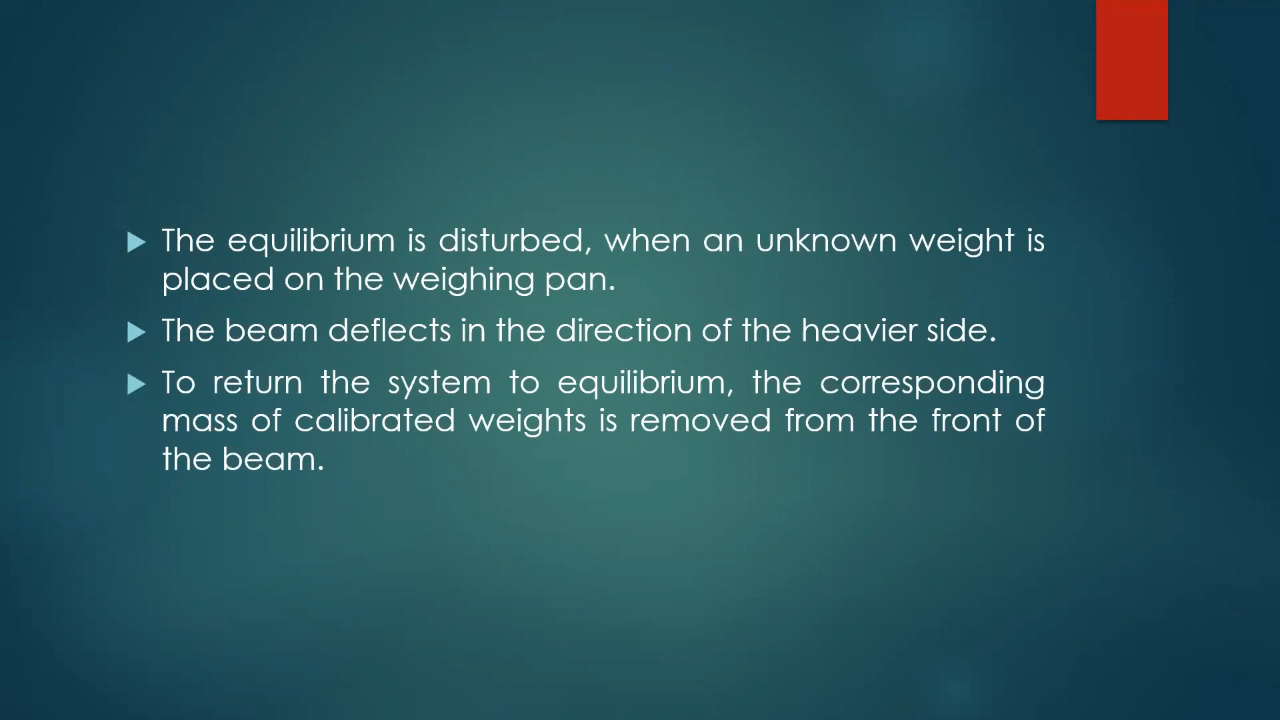 The equilibrium is disturbed, when an unknown weight is
placed on the weighing pan.
The beam deflects in the direction of the heavier side.
To return the system to equilibrium, the corresponding
mass of calibrated weights is removed from the front of
the beam.